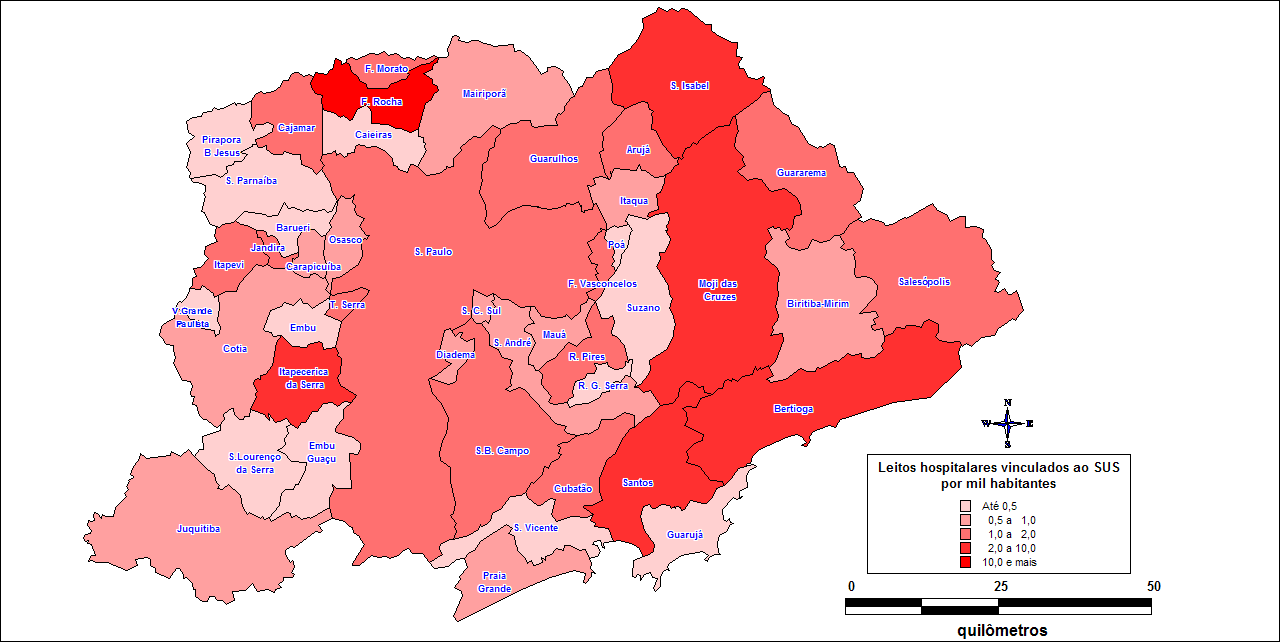 F. Morato
S. Isabel
Mairiporã
F. Rocha
Cajamar
Caieiras
Pirapora
B Jesus
Arujá
Guarulhos
Guararema
S. Parnaíba
Itaqua
Barueri
Osasco
Poá
Jandira
S. Paulo
Itapevi
Carapicuíba
F. Vasconcelos
Moji das
Cruzes
Salesópolis
T. Serra
Biritiba-Mirim
V.Grande
Paulista
S. C. Sul
Suzano
Embu
Mauá
S. André
Cotia
Diadema
R. Pires
Itapecerica
da Serra
R. G. Serra
Bertioga
Embu
Guaçu
S.Lourenço
da Serra
S.B. Campo
Santos
Cubatão
Juquitiba
S. Vicente
Guarujá
Praia
Grande
N
W E
S
Leitos hospitalares vinculados ao SUS
por mil habitantes
Até 0,5
0,5 a 1,0
1,0 a 2,0
2,0 a 10,0
10,0 e mais
0 25 50
quilômetros